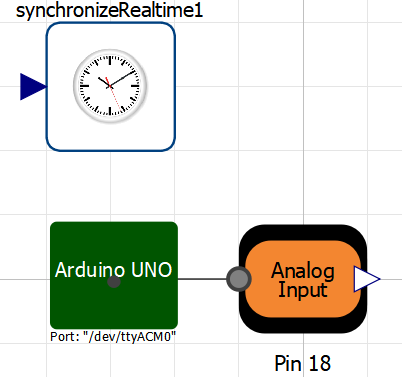 synchronizeRealtime1
Arduino UNO
Port: "/dev/ttyACM0"
Analog
Input
Pin 18